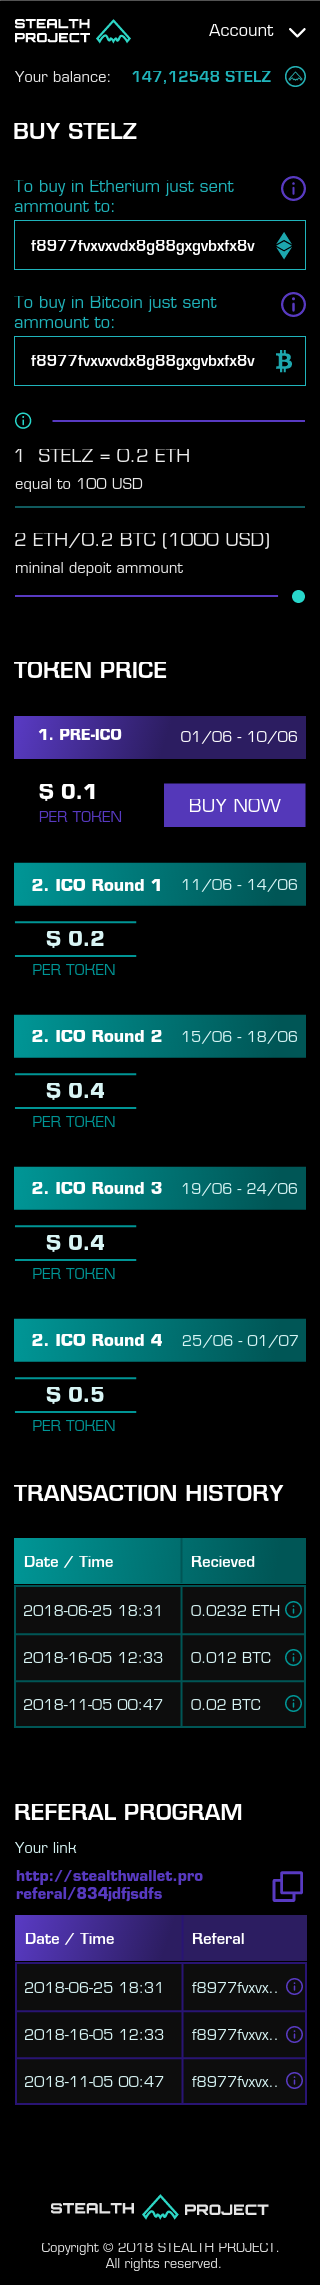 STEALTH
PROJECT
Account
Your balance: 147,12548 STELZ
BUY STELZ
To buy in Etherium just sent
ammount to:
f8977fvxvxvdx8g88gxgvbxfx8v
To buy in Bitcoin just sent
ammount to:
f8977fvxvxvdx8g88gxgvbxfx8v
1 STELZ = 0.2 ETH
equal to 100 USD
2 ETH/0.2 BTC (1000 USD)
mininal depoit ammount
TOKEN PRICE
1. PRE-ICO 01/06 - 10/06
$ 0.1
PER TOKEN
BUY NOW
2. ICO Round 1 11/06 - 14/06
$ 0.2
PER TOKEN
2. ICO Round 2 15/06 - 18/06
$ 0.4
PER TOKEN
2. ICO Round 3 19/06 - 24/06
$ 0.4
PER TOKEN
2. ICO Round 4 25/06 - 01/07
$ 0.5
PER TOKEN
TRANSACTION HISTORY
Date / Time Recieved
2018-06-25 18:31 0.0232 ETH
2018-16-05 12:33 0.012 BTC
2018-11-05 00:47 0.02 BTC
REFERAL PROGRAM
Your link
http://stealthwallet.pro
referal/834jdfjsdfs
Date / Time Referal
2018-06-25 18:31 f8977fvxvx..
2018-16-05 12:33 f8977fvxvx..
2018-11-05 00:47 f8977fvxvx..
STEALTH PROJECT
Copyright © 2018 STEALTH PROJECT.
All rights reserved.